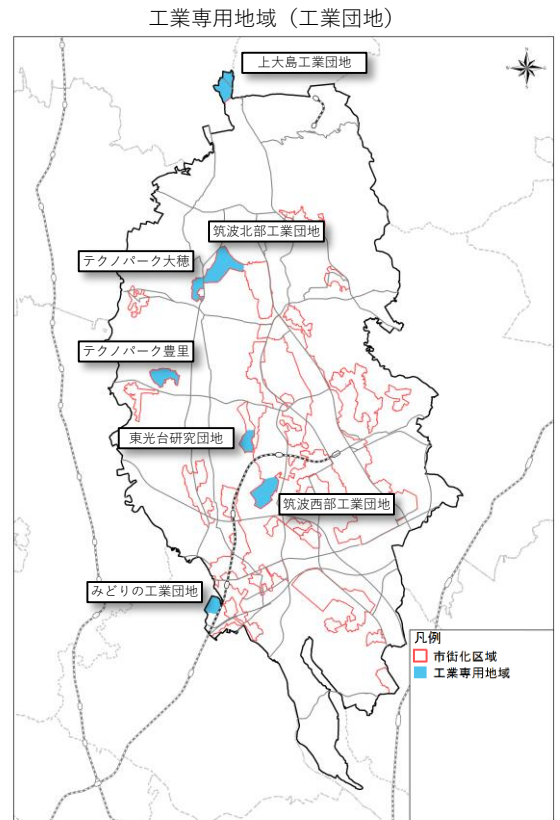 工業専用地域（工業団地）
上大島工業団地
筑波北部工業団地
テクノパーク大穂
テクノパーク豊里
東光台研究団地
筑波西部工業団地
みどりの工業団地
凡例
市街化区域
工業専用地域